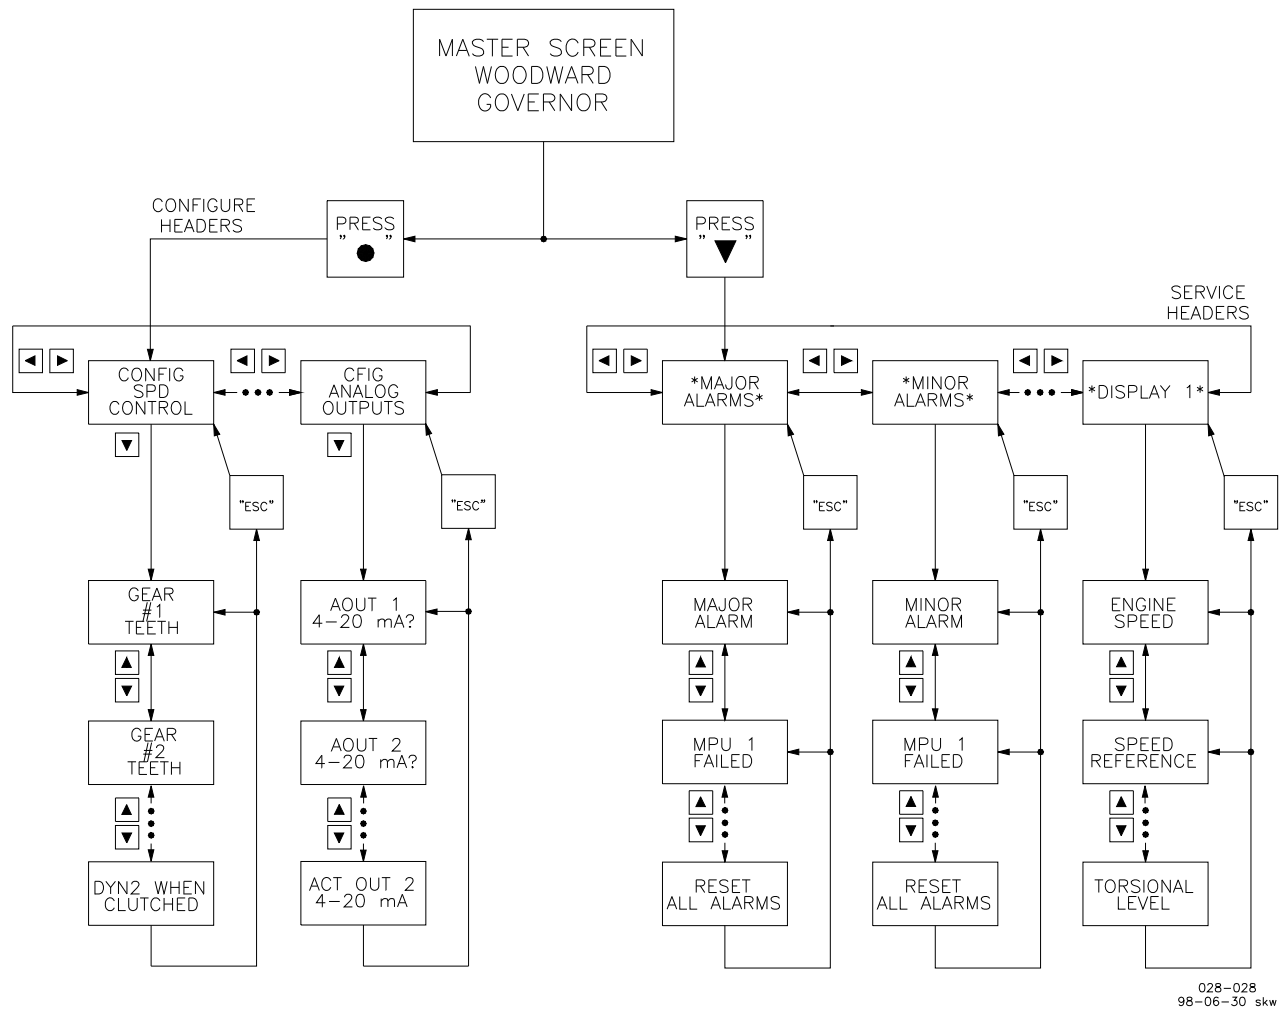 MASTER SCREEN
WOODWARD
GOVERNOR
CONFIGURE
HEADERS
PRESS
" ● "
PRESS
" ▼ "
SERVICE
HEADERS
CONFIG
SPD
CONTROL
CFIG
ANALOG
OUTPUTS
*MAJOR
ALARMS*
*MINOR
ALARMS*
*DISPLAY 1*
"ESC"
"ESC"
"ESC"
"ESC"
"ESC"
GEAR
#1
TEETH
AOUT 1
4-20 mA?
MAJOR
ALARM
MINOR
ALARM
ENGINE
SPEED
GEAR
#2
TEETH
AOUT 2
4-20 mA?
MPU 1
FAILED
MPU 1
FAILED
SPEED
REFERENCE
DYN2 WHEN
CLUTCHED
ACT OUT 2
4-20 mA
RESET
ALL ALARMS
RESET
ALL ALARMS
TORSIONAL
LEVEL
028-028
98-06-30 skw